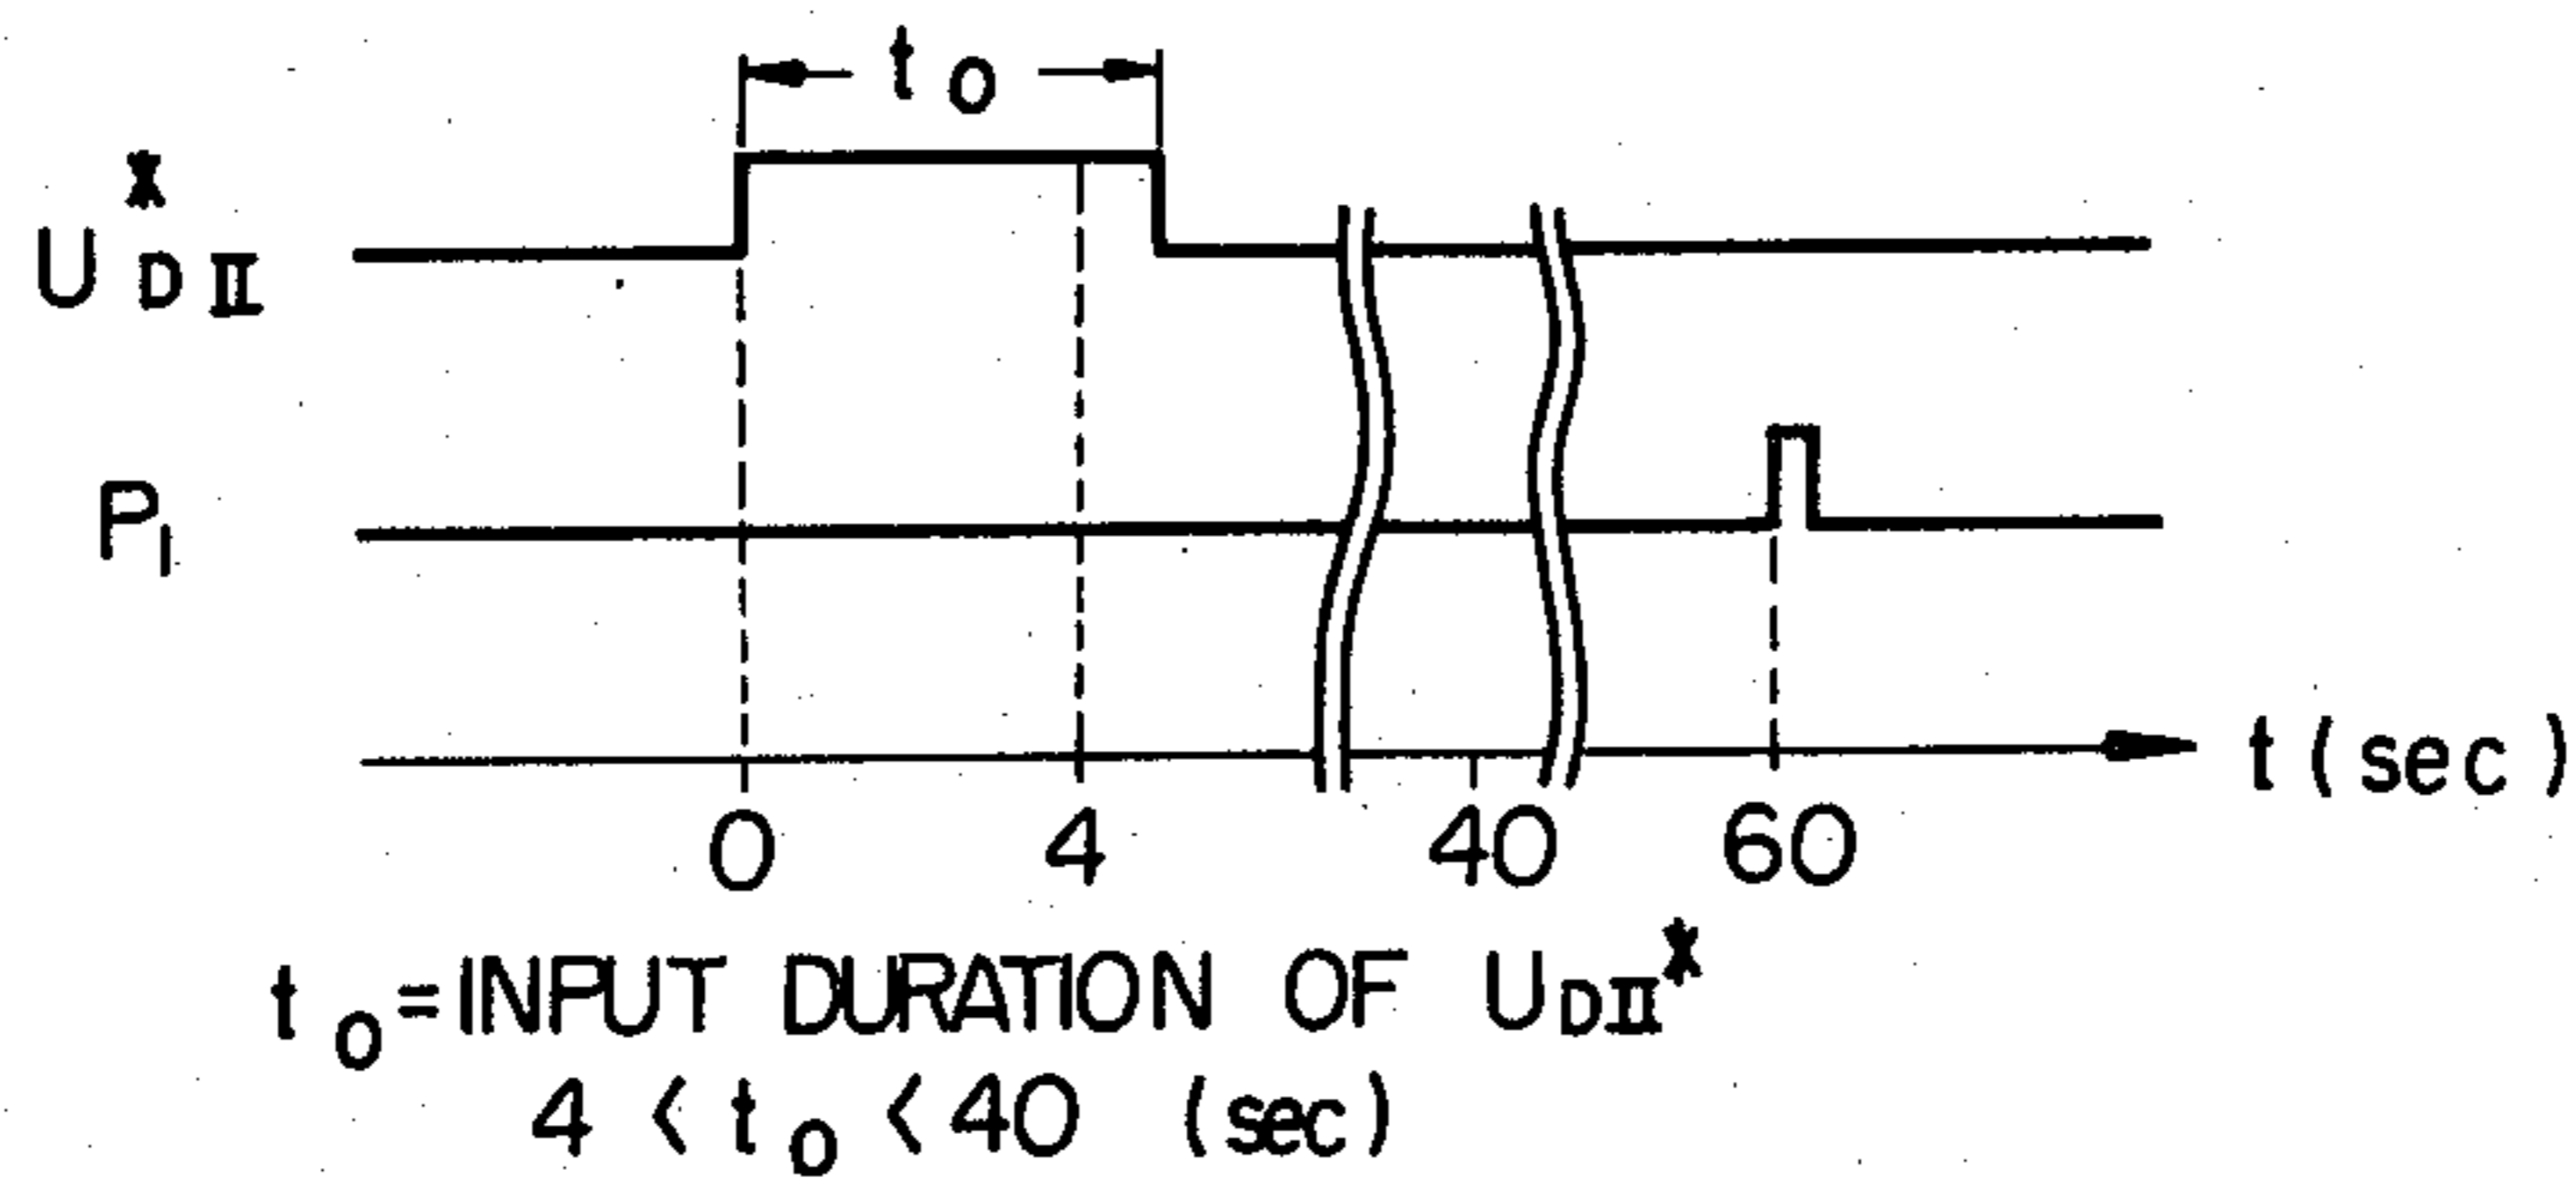 t₀
U*DII
P₁
t (sec)
0 4 40 60
t₀=INPUT DURATION OF UDII*
4 < t₀ < 40 (sec)